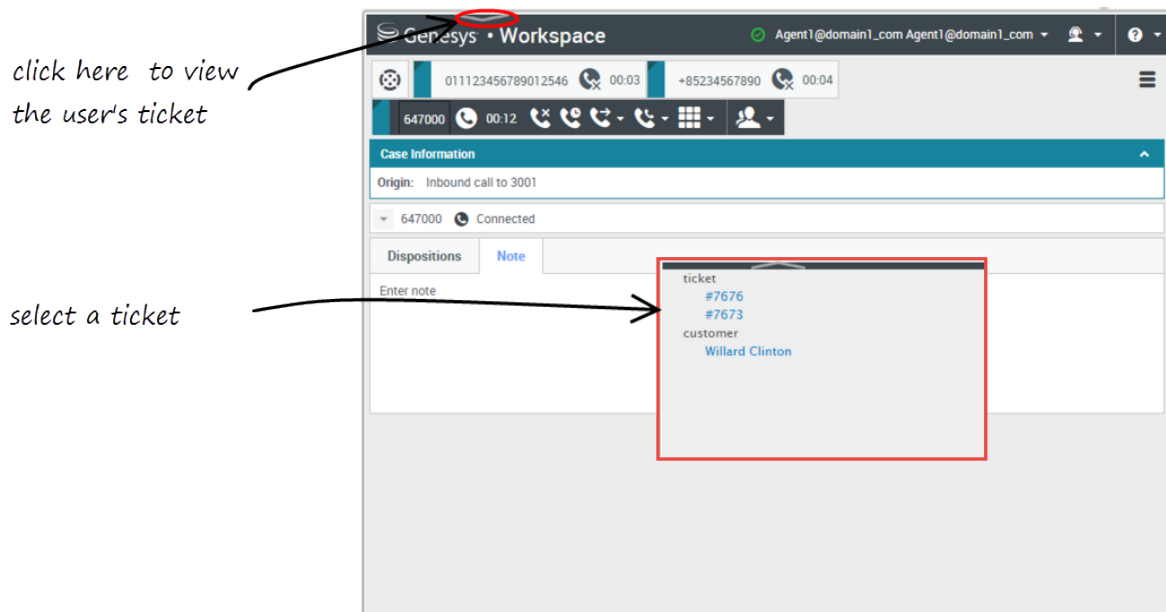 Genesys • Workspace
Agent1@domain1_com Agent1@domain1_com
?
click here to view
the user's ticket
011123456789012546 00:03
+85234567890 00:04
647000 00:12
Case Information
Origin: Inbound call to 3001
647000 Connected
Dispositions
Note
Enter note
ticket
#7676
#7673
customer
Willard Clinton
select a ticket